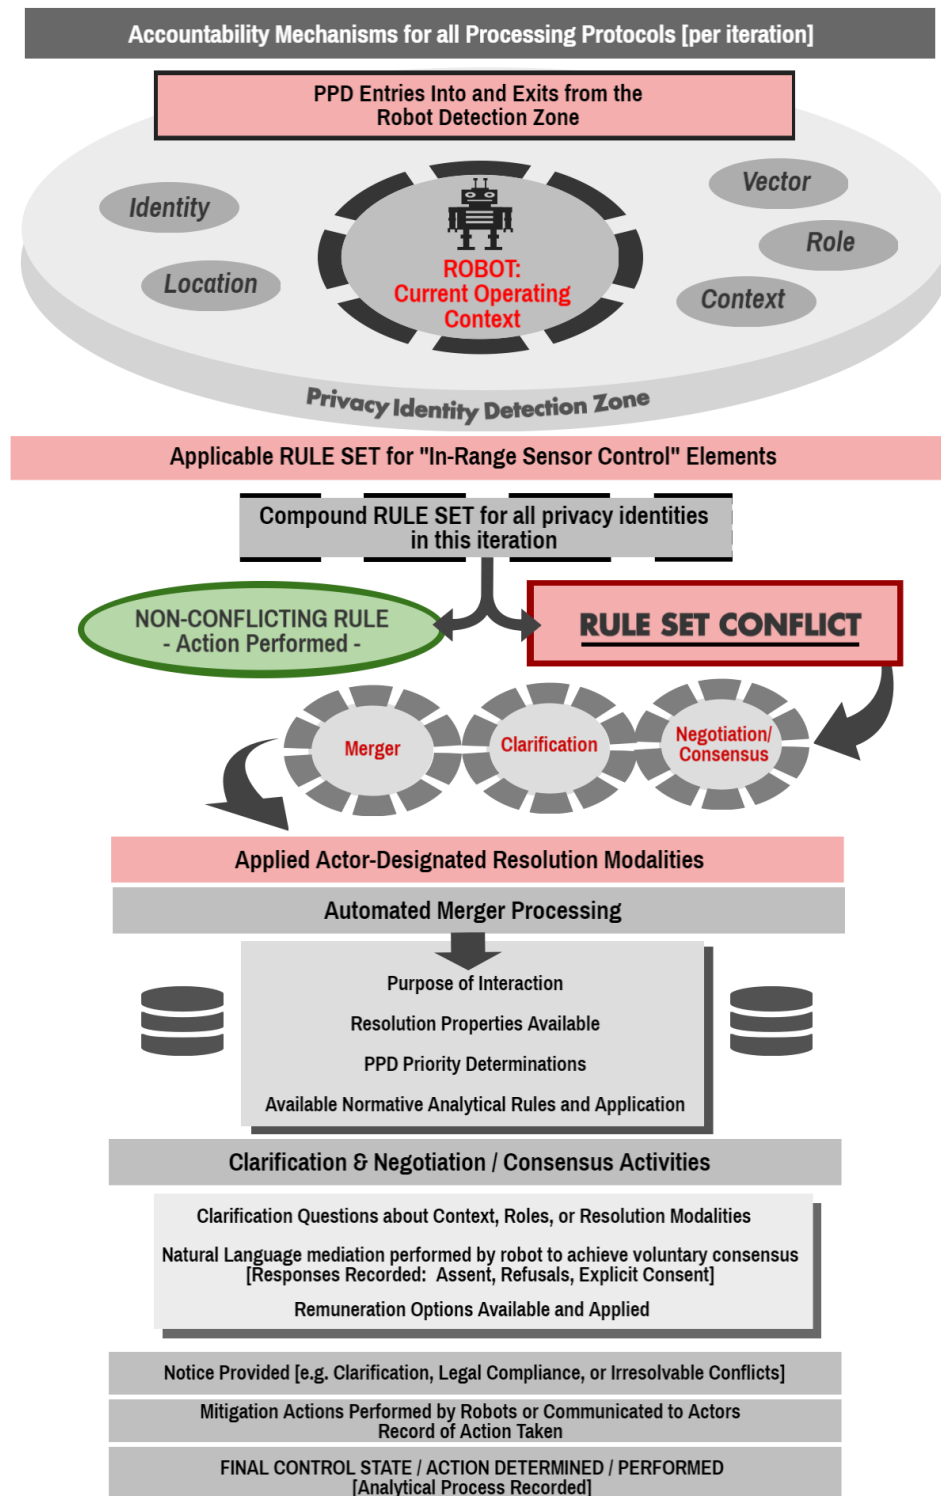 Accountability Mechanisms for all Processing Protocols [per iteration]
PPD Entries Into and Exits from the
Robot Detection Zone
Identity
Location
Vector
Role
Context
ROBOT:
Current Operating
Context
Privacy Identity Detection Zone
Applicable RULE SET for "In-Range Sensor Control" Elements
Compound RULE SET for all privacy identities
in this iteration
NON-CONFLICTING RULE
- Action Performed -
RULE SET CONFLICT
Merger
Clarification
Negotiation/
Consensus
Applied Actor-Designated Resolution Modalities
Automated Merger Processing
Purpose of Interaction
Resolution Properties Available
PPD Priority Determinations
Available Normative Analytical Rules and Application
Clarification & Negotiation / Consensus Activities
Clarification Questions about Context, Roles, or Resolution Modalities
Natural Language mediation performed by robot to achieve voluntary consensus
[Responses Recorded: Assent, Refusals, Explicit Consent]
Remuneration Options Available and Applied
Notice Provided [e.g. Clarification, Legal Compliance, or Irresolvable Conflicts]
Mitigation Actions Performed by Robots or Communicated to Actors
Record of Action Taken
FINAL CONTROL STATE / ACTION DETERMINED / PERFORMED
[Analytical Process Recorded]